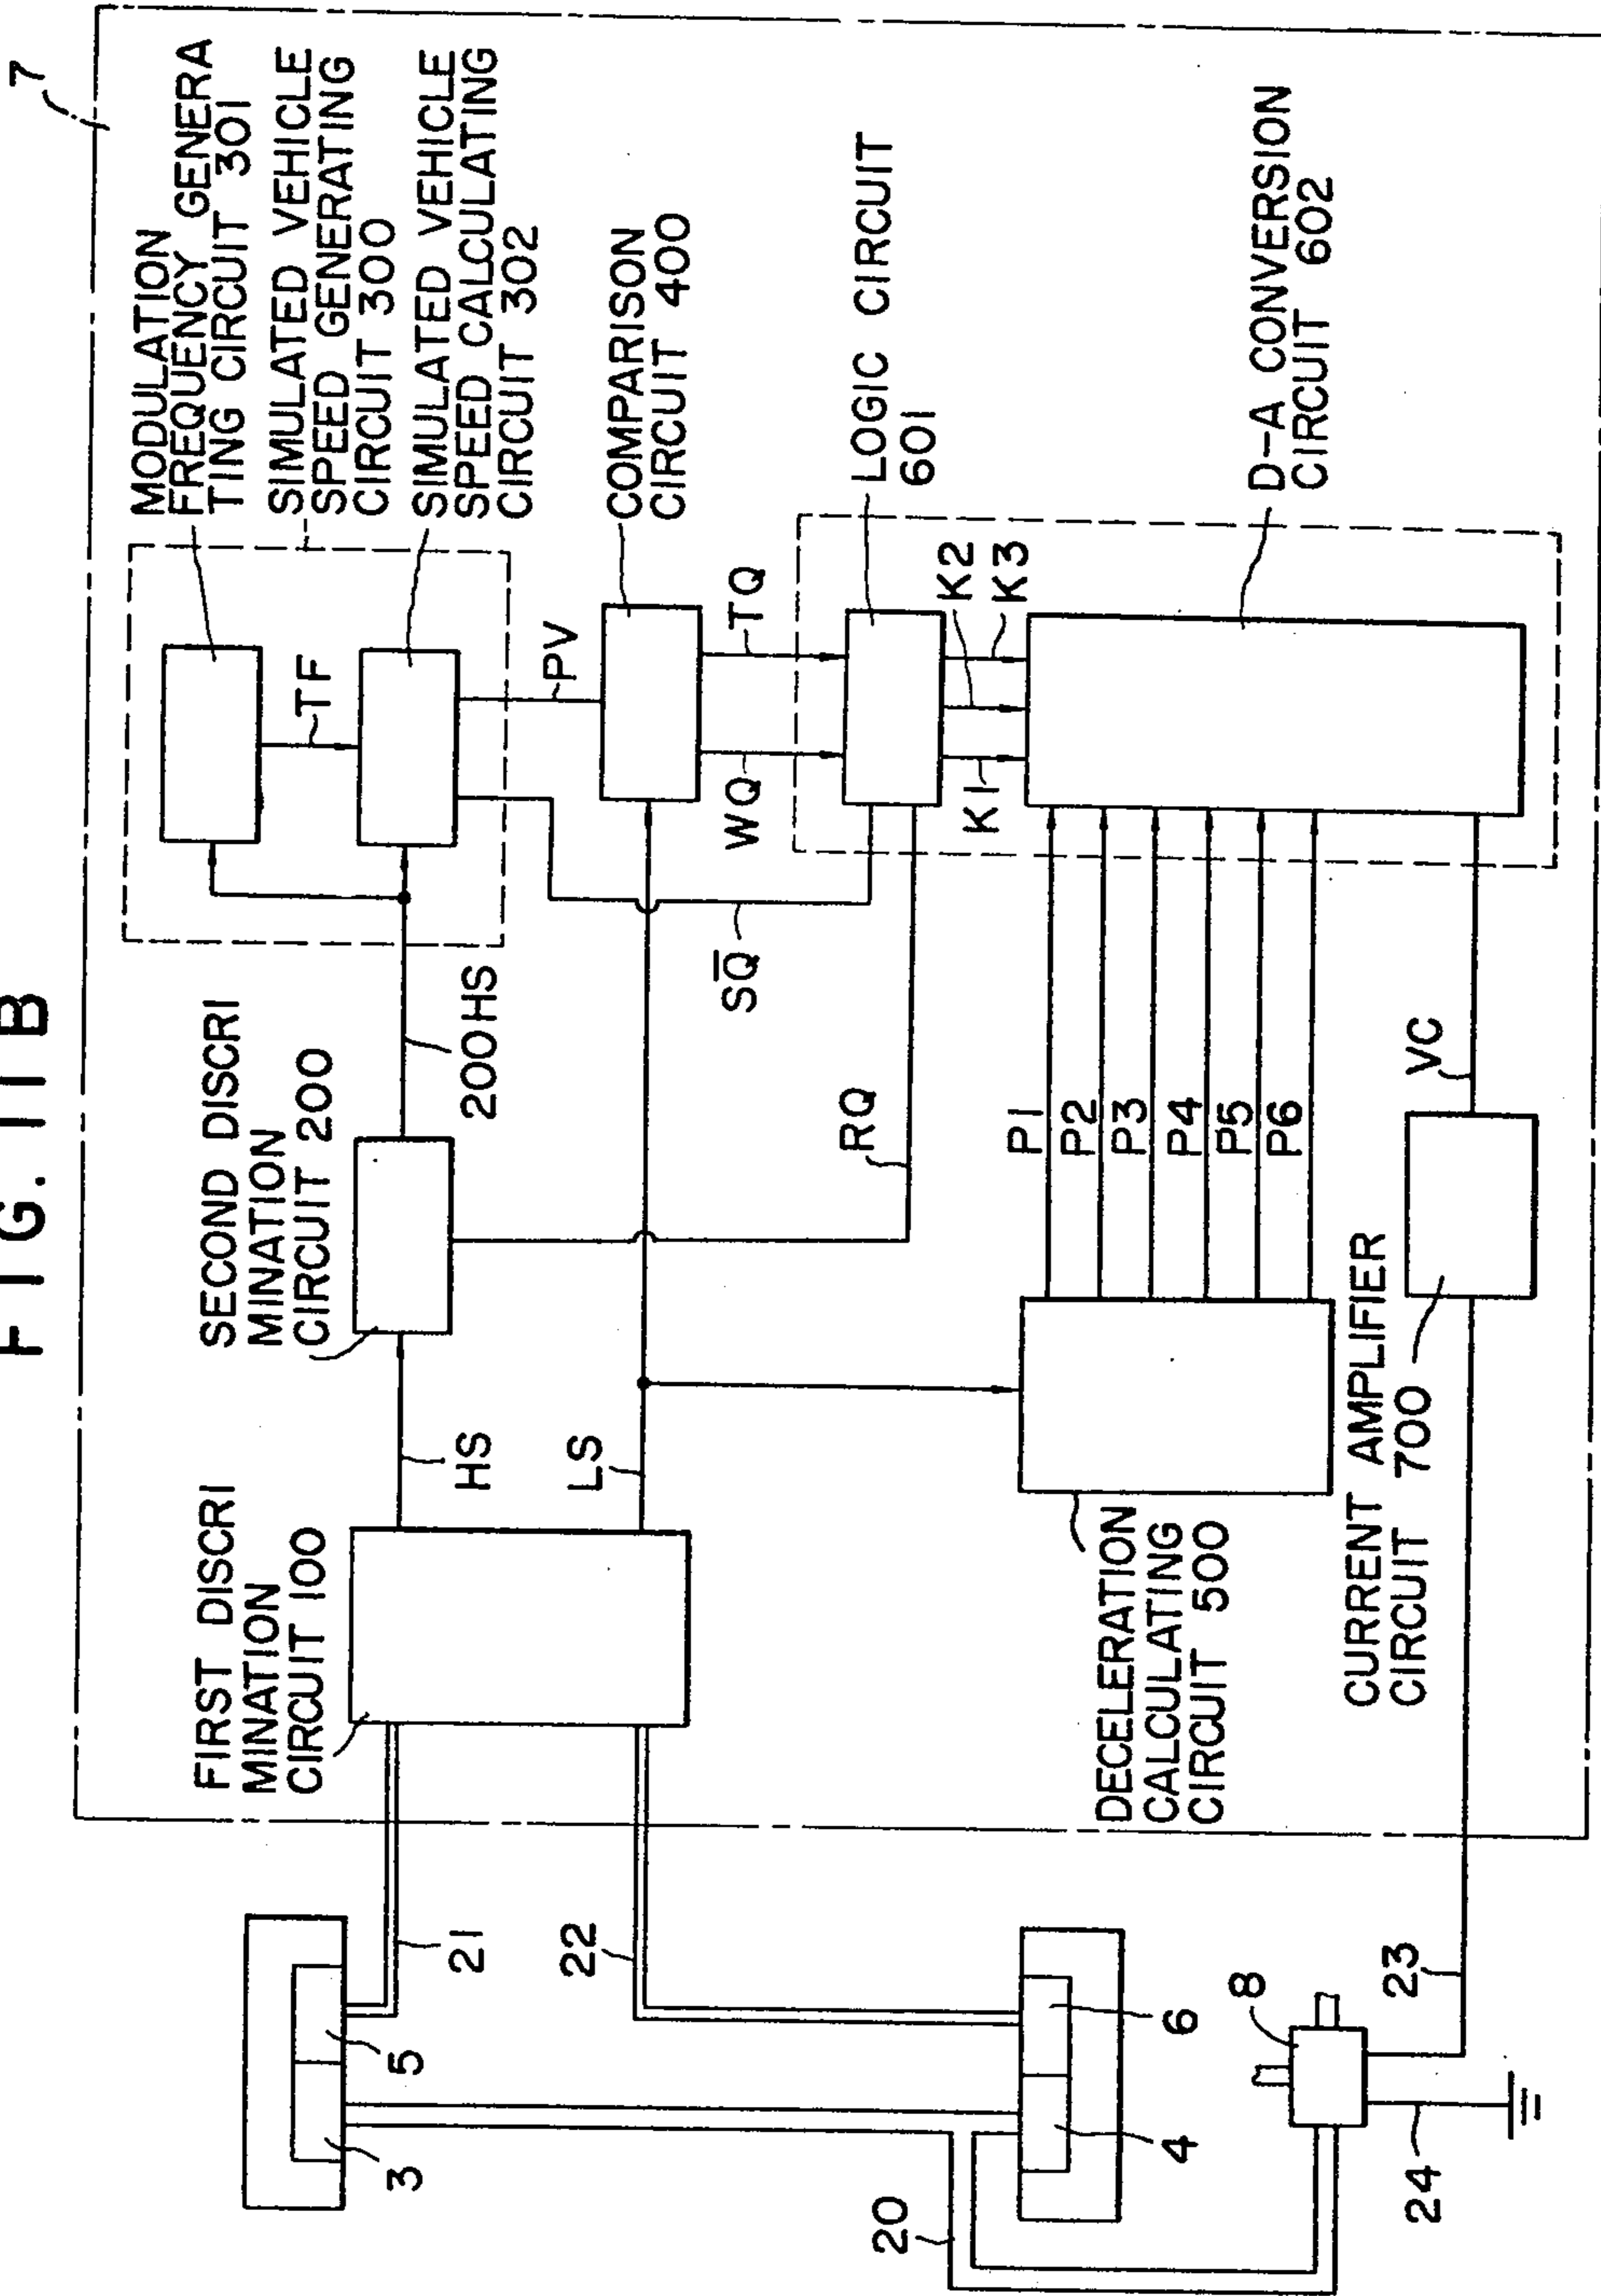 FIG. 11B
7
MODULATION
FREQUENCY GENERA
TING CIRCUIT 301
SIMULATED VEHICLE
SPEED GENERATING
CIRCUIT 300
SIMULATED VEHICLE
SPEED CALCULATING
CIRCUIT 302
COMPARISON
CIRCUIT 400
LOGIC CIRCUIT
601
D-A CONVERSION
CIRCUIT 602
SECOND DISCRI
MINATION
CIRCUIT 200
FIRST DISCRI
MINATION
CIRCUIT 100
DECELERATION
CALCULATING
CIRCUIT 500
CURRENT AMPLIFIER
CIRCUIT 700
TF
PV
TQ
WQ
K1
K2
K3
200HS
SQ̅
RQ
HS
LS
P1
P2
P3
P4
P5
P6
VC
21
22
23
24
20
3
5
4
6
8